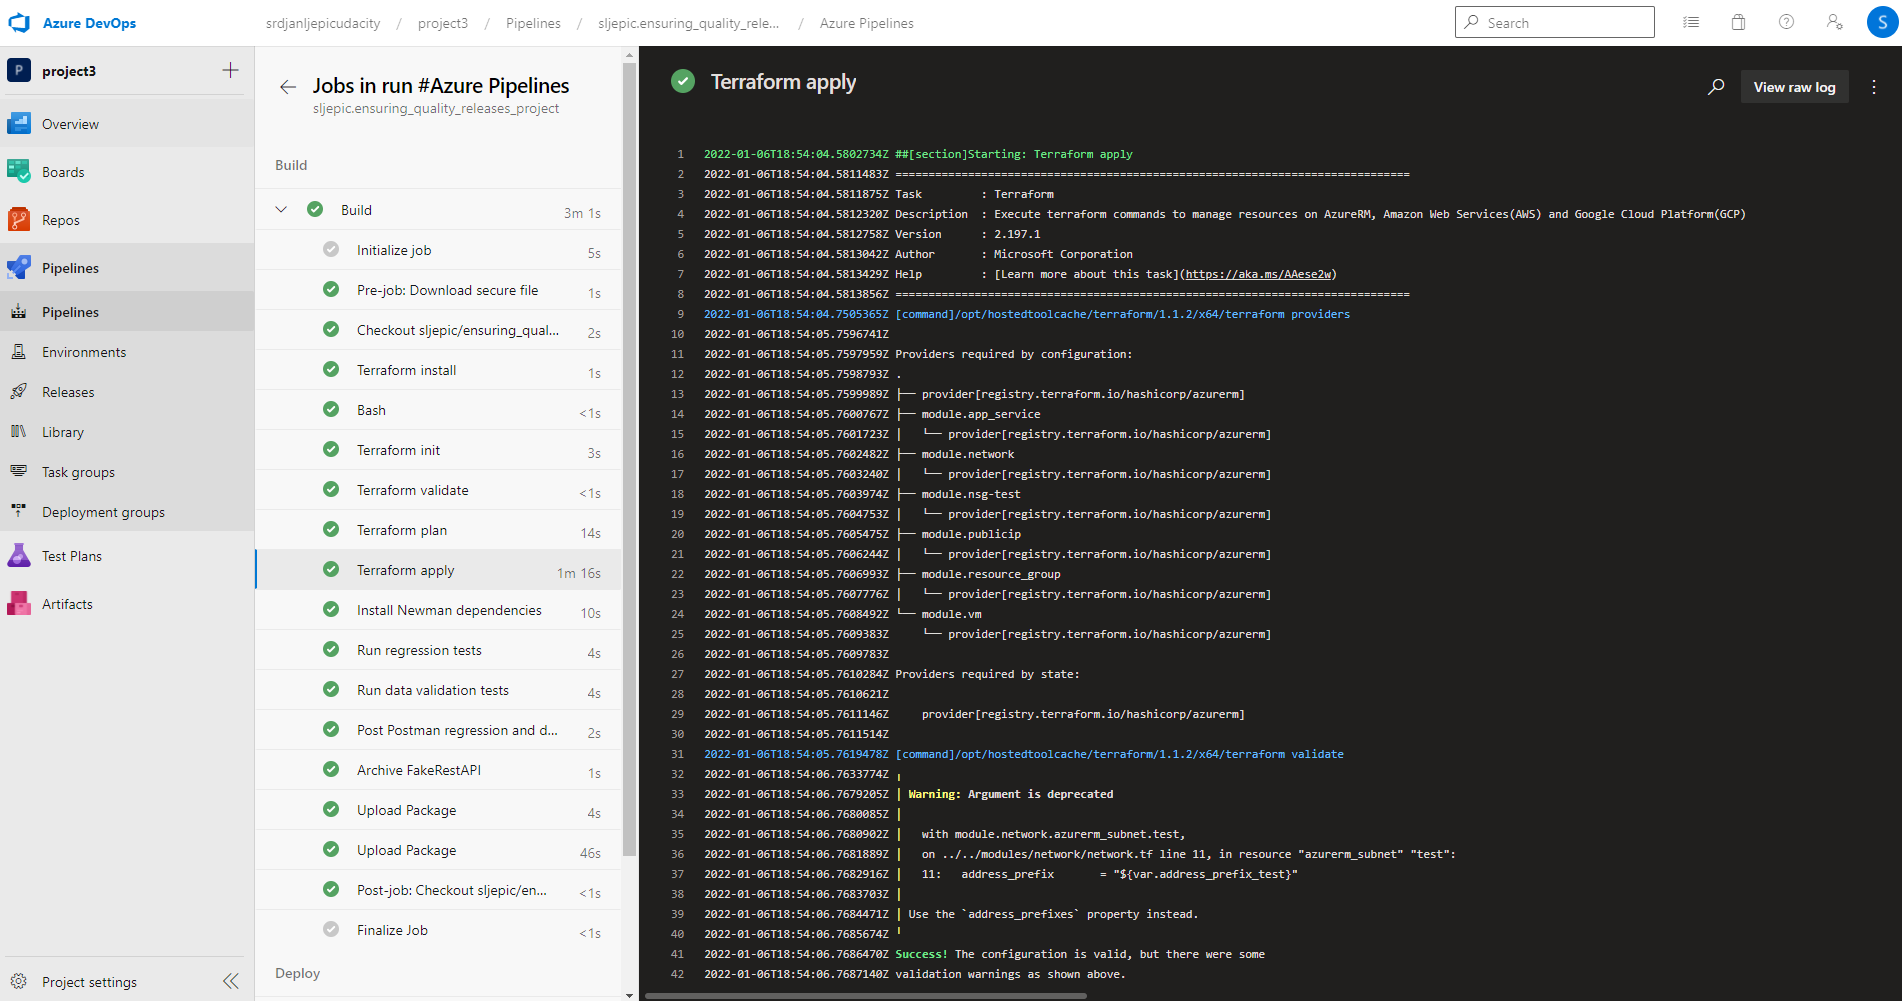 Azure DevOps
srdjanljepicudacity / project3 / Pipelines / sljepic.ensuring_quality_rele... / Azure Pipelines
Search
S
P project3
Overview
Boards
Repos
Pipelines
Pipelines
Environments
Releases
Library
Task groups
Deployment groups
Test Plans
Artifacts
Project settings
Jobs in run #Azure Pipelines
sljepic.ensuring_quality_releases_project
Build
Build 3m 1s
Initialize job 5s
Pre-job: Download secure file 1s
Checkout sljepic/ensuring_qual... 2s
Terraform install 1s
Bash <1s
Terraform init 3s
Terraform validate <1s
Terraform plan 14s
Terraform apply 1m 16s
Install Newman dependencies 10s
Run regression tests 4s
Run data validation tests 4s
Post Postman regression and d... 2s
Archive FakeRestAPI 1s
Upload Package 4s
Upload Package 46s
Post-job: Checkout sljepic/en... <1s
Finalize Job <1s
Deploy
Terraform apply
View raw log
1 2022-01-06T18:54:04.5802734Z ##[section]Starting: Terraform apply
2 2022-01-06T18:54:04.5811483Z ==============================================================================
3 2022-01-06T18:54:04.5811875Z Task         : Terraform
4 2022-01-06T18:54:04.5812320Z Description  : Execute terraform commands to manage resources on AzureRM, Amazon Web Services(AWS) and Google Cloud Platform(GCP)
5 2022-01-06T18:54:04.5812758Z Version      : 2.197.1
6 2022-01-06T18:54:04.5813042Z Author       : Microsoft Corporation
7 2022-01-06T18:54:04.5813429Z Help         : [Learn more about this task](https://aka.ms/AAese2w)
8 2022-01-06T18:54:04.5813856Z ==============================================================================
9 2022-01-06T18:54:04.7505365Z [command]/opt/hostedtoolcache/terraform/1.1.2/x64/terraform providers
10 2022-01-06T18:54:05.7596741Z
11 2022-01-06T18:54:05.7597959Z Providers required by configuration:
12 2022-01-06T18:54:05.7598793Z .
13 2022-01-06T18:54:05.7599989Z ├── provider[registry.terraform.io/hashicorp/azurerm]
14 2022-01-06T18:54:05.7600767Z ├── module.app_service
15 2022-01-06T18:54:05.7601723Z │   └── provider[registry.terraform.io/hashicorp/azurerm]
16 2022-01-06T18:54:05.7602482Z ├── module.network
17 2022-01-06T18:54:05.7603240Z │   └── provider[registry.terraform.io/hashicorp/azurerm]
18 2022-01-06T18:54:05.7603974Z ├── module.nsg-test
19 2022-01-06T18:54:05.7604753Z │   └── provider[registry.terraform.io/hashicorp/azurerm]
20 2022-01-06T18:54:05.7605475Z ├── module.publicip
21 2022-01-06T18:54:05.7606244Z │   └── provider[registry.terraform.io/hashicorp/azurerm]
22 2022-01-06T18:54:05.7606993Z ├── module.resource_group
23 2022-01-06T18:54:05.7607776Z │   └── provider[registry.terraform.io/hashicorp/azurerm]
24 2022-01-06T18:54:05.7608492Z └── module.vm
25 2022-01-06T18:54:05.7609383Z     └── provider[registry.terraform.io/hashicorp/azurerm]
26 2022-01-06T18:54:05.7609783Z
27 2022-01-06T18:54:05.7610284Z Providers required by state:
28 2022-01-06T18:54:05.7610621Z
29 2022-01-06T18:54:05.7611146Z     provider[registry.terraform.io/hashicorp/azurerm]
30 2022-01-06T18:54:05.7611514Z
31 2022-01-06T18:54:05.7619478Z [command]/opt/hostedtoolcache/terraform/1.1.2/x64/terraform validate
32 2022-01-06T18:54:06.7633774Z ╷
33 2022-01-06T18:54:06.7679205Z │ Warning: Argument is deprecated
34 2022-01-06T18:54:06.7680085Z │
35 2022-01-06T18:54:06.7680902Z │   with module.network.azurerm_subnet.test,
36 2022-01-06T18:54:06.7681889Z │   on ../../modules/network/network.tf line 11, in resource "azurerm_subnet" "test":
37 2022-01-06T18:54:06.7682916Z │   11:   address_prefix       = "${var.address_prefix_test}"
38 2022-01-06T18:54:06.7683703Z │
39 2022-01-06T18:54:06.7684471Z │ Use the `address_prefixes` property instead.
40 2022-01-06T18:54:06.7685674Z ╵
41 2022-01-06T18:54:06.7686470Z Success! The configuration is valid, but there were some
42 2022-01-06T18:54:06.7687140Z validation warnings as shown above.